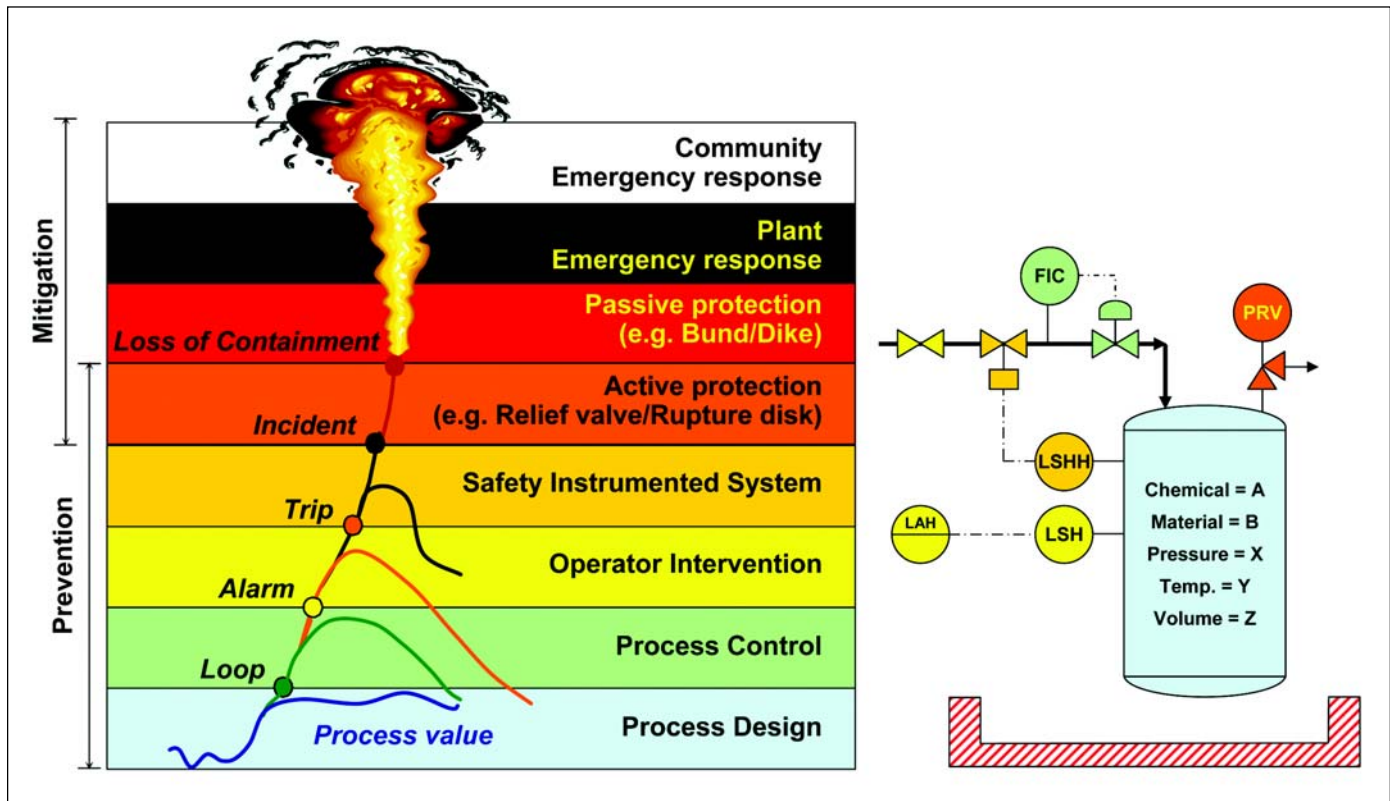 Community
Emergency response
Plant
Emergency response
Passive protection
(e.g. Bund/Dike)
Loss of Containment
Active protection
(e.g. Relief valve/Rupture disk)
Incident
Safety Instrumented System
Trip
Operator Intervention
Alarm
Process Control
Loop
Process Design
Process value
Mitigation
Prevention
FIC
PRV
LSHH
LAH
LSH
Chemical = A
Material = B
Pressure = X
Temp. = Y
Volume = Z